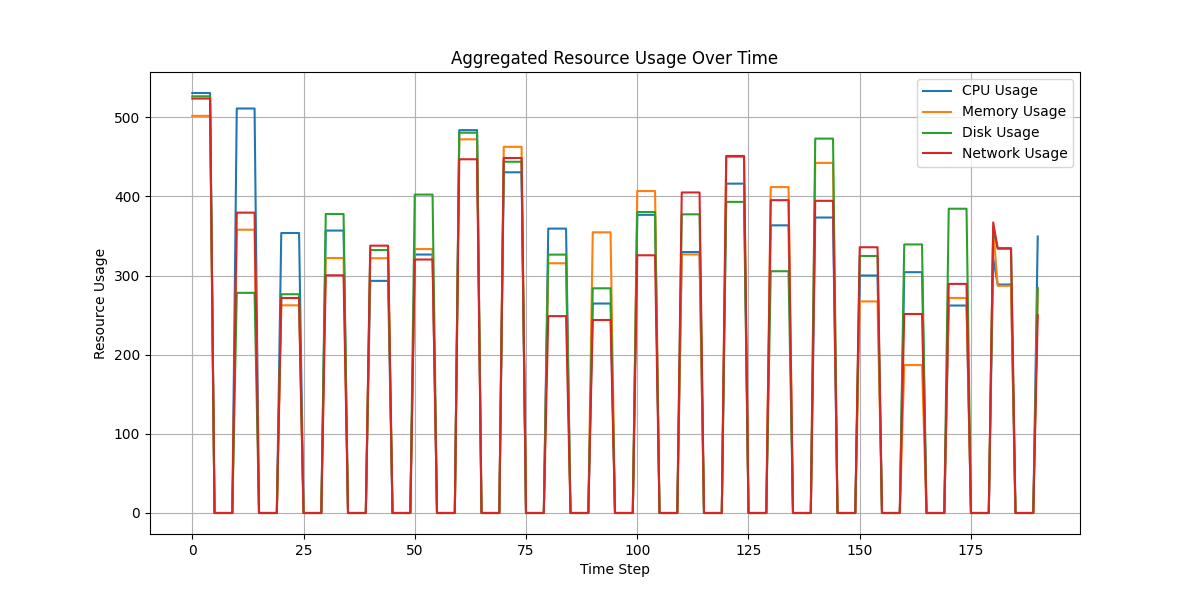 Aggregated Resource Usage Over Time
CPU Usage
Memory Usage
Disk Usage
Network Usage
Resource Usage
500
400
300
200
100
0
0 25 50 75 100 125 150 175
Time Step